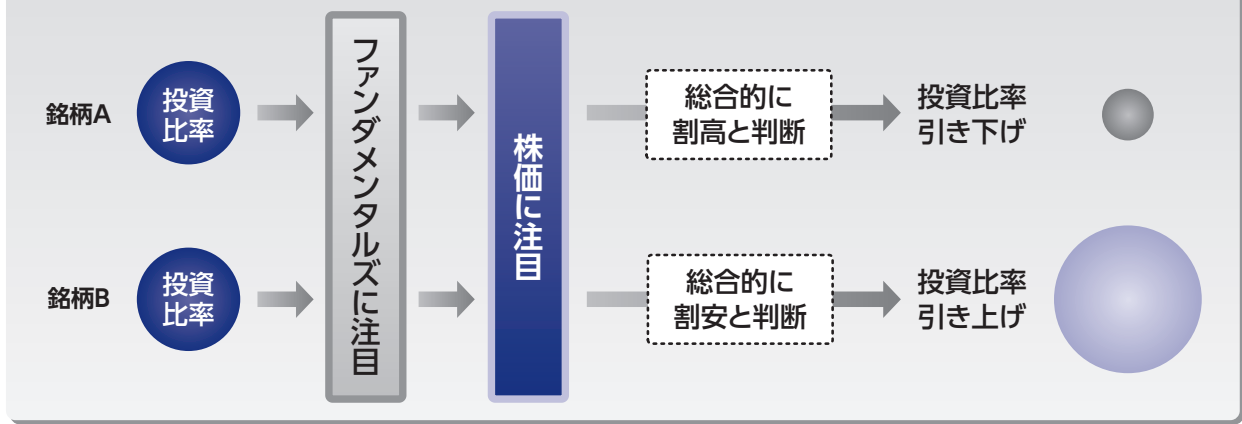 銘柄A
投資
比率
ファンダメンタルズに注目
株価に注目
総合的に
割高と判断
投資比率
引き下げ
銘柄B
投資
比率
総合的に
割安と判断
投資比率
引き上げ